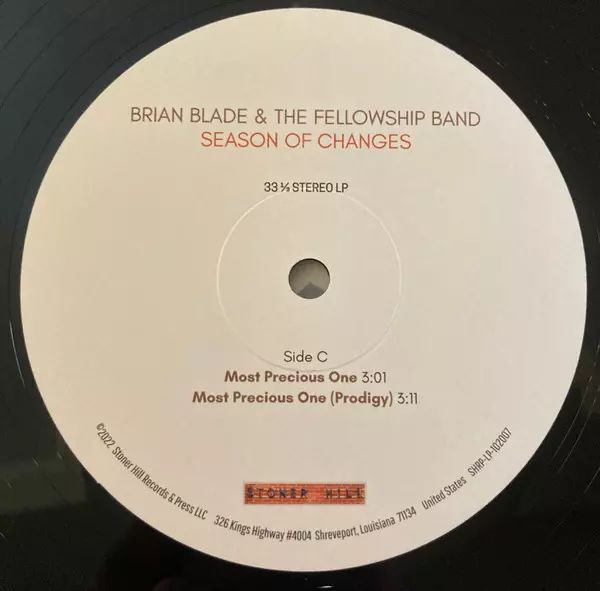 BRIAN BLADE & THE FELLOWSHIP BAND
SEASON OF CHANGES
33 ⅓ STEREO LP
Side C
Most Precious One 3:01
Most Precious One (Prodigy) 3:11
STONER HILL
©2022 Stoner Hill Records & Press LLC 326 Kings Highway #4004 Shreveport, Louisiana 71134 United States SHRP-LP-102007